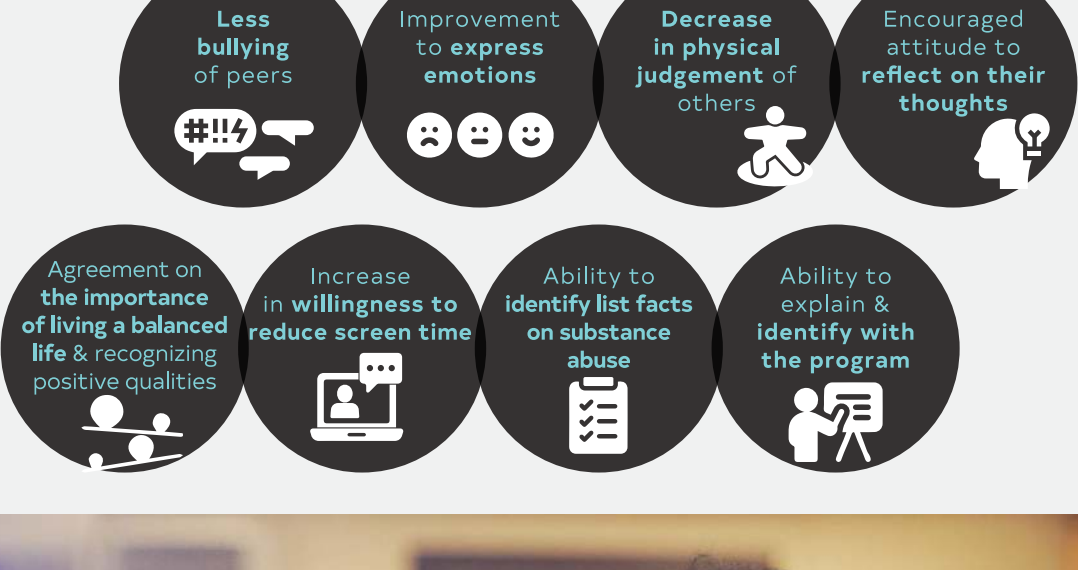 Less
bullying
of peers
#!!
Improvement
to express
emotions
Decrease
in physical
judgement of
others
Encouraged
attitude to
reflect on their
thoughts
Agreement on
the importance
of living a balanced
life & recognizing
positive qualities
Increase
in willingness to
reduce screen time
Ability to
identify list facts
on substance
abuse
Ability to
explain &
identify with
the program